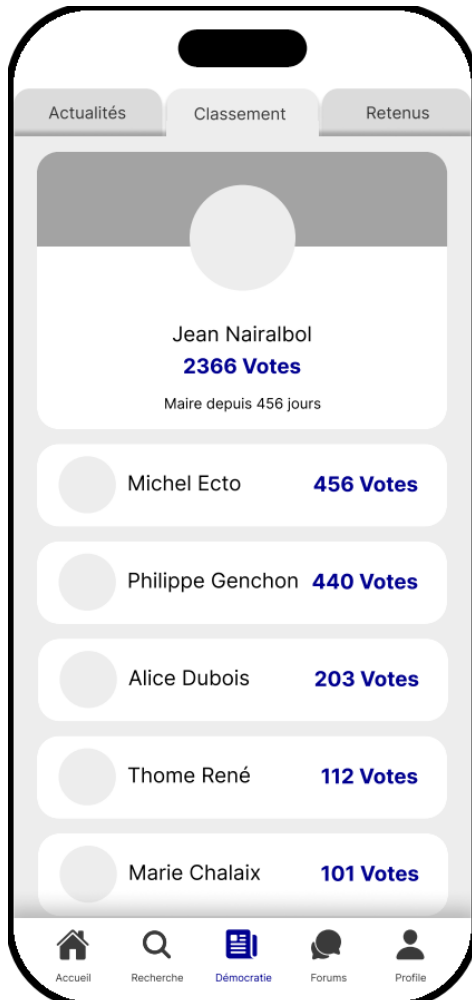 Actualités
Classement
Retenus
Jean Nairalbol
2366 Votes
Maire depuis 456 jours
Michel Ecto 456 Votes
Philippe Genchon 440 Votes
Alice Dubois 203 Votes
Thome René 112 Votes
Marie Chalaix 101 Votes
Accueil
Recherche
Démocratie
Forums
Profile